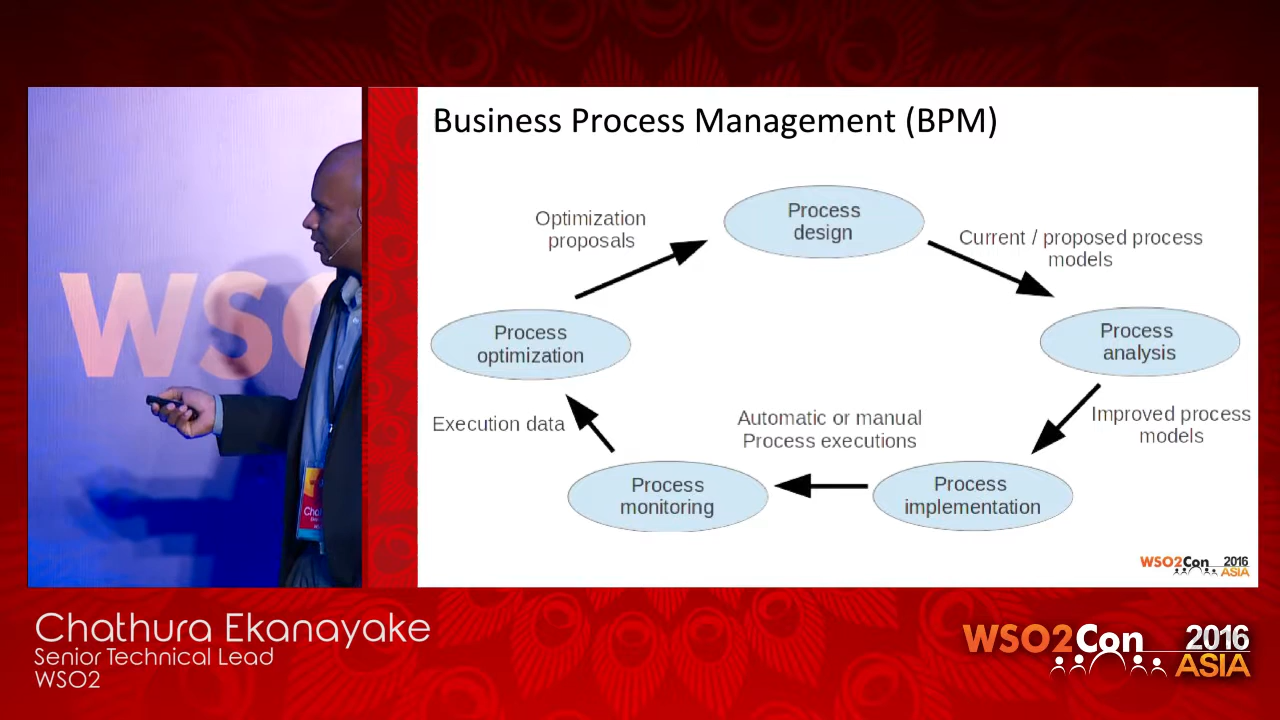 Business Process Management (BPM)
Process
design
Optimization
proposals
Current / proposed process
models
Process
optimization
Process
analysis
Execution data
Automatic or manual
Process executions
Improved process
models
Process
monitoring
Process
implementation
WSO2Con 2016
ASIA
WSO
Chathura Ekanayake
Senior Technical Lead
WSO2
WSO2Con 2016
ASIA